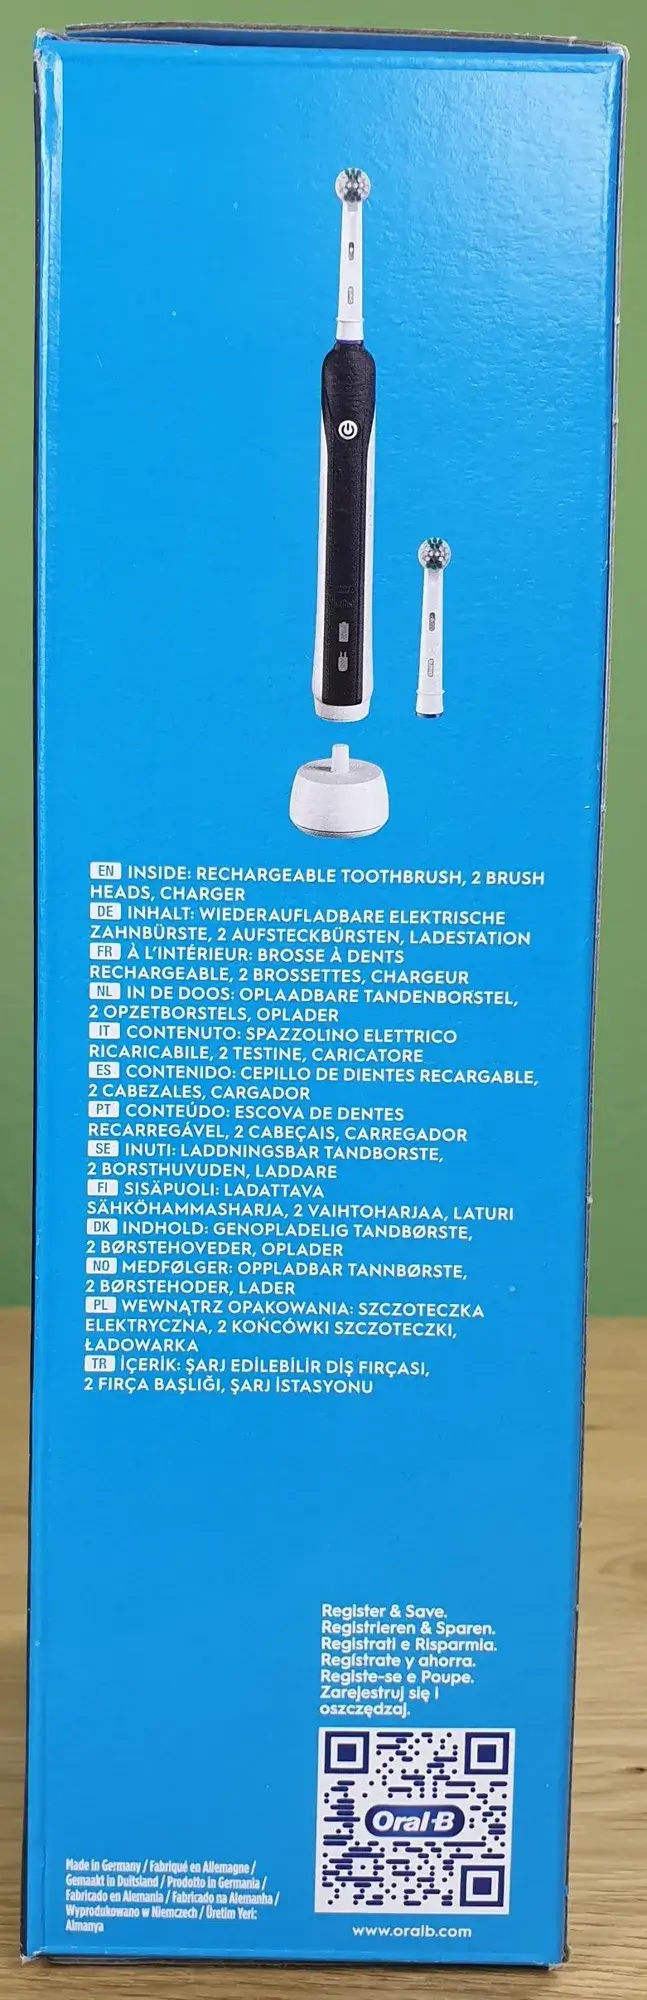 EN INSIDE: RECHARGEABLE TOOTHBRUSH, 2 BRUSH
HEADS, CHARGER
DE INHALT: WIEDERAUFLADBARE ELEKTRISCHE
ZAHNBÜRSTE, 2 AUFSTECKBÜRSTEN, LADESTATION
FR À L'INTÉRIEUR: BROSSE À DENTS
RECHARGEABLE, 2 BROSSETTES, CHARGEUR
NL IN DE DOOS: OPLAADBARE TANDENBORSTEL,
2 OPZETBORSTELS, OPLADER
IT CONTENUTO: SPAZZOLINO ELETTRICO
RICARICABILE, 2 TESTINE, CARICATORE
ES CONTENIDO: CEPILLO DE DIENTES RECARGABLE,
2 CABEZALES, CARGADOR
PT CONTEÚDO: ESCOVA DE DENTES
RECARREGÁVEL, 2 CABEÇAIS, CARREGADOR
SE INUTI: LADDNINGSBAR TANDBORSTE,
2 BORSTHUVUDEN, LADDARE
FI SISÄPUOLI: LADATTAVA
SÄHKÖHAMMASHARJA, 2 VAIHTOHARJAA, LATURI
DK INDHOLD: GENOPLADELIG TANDBØRSTE,
2 BØRSTEHOVEDER, OPLADER
NO MEDFØLGER: OPPLADBAR TANNBØRSTE,
2 BØRSTEHODER, LADER
PL WEWNĄTRZ OPAKOWANIA: SZCZOTECZKA
ELEKTRYCZNA, 2 KOŃCÓWKI SZCZOTECZKI,
ŁADOWARKA
TR İÇERİK: ŞARJ EDİLEBİLİR DİŞ FIRÇASI,
2 FIRÇA BAŞLIĞI, ŞARJ İSTASYONU
Register & Save.
Registrieren & Sparen.
Registrati e Risparmia.
Regístrate y ahorra.
Registe-se e Poupe.
Zarejestruj się i
oszczędzaj.
Oral-B
www.oralb.com
Made in Germany / Fabriqué en Allemagne /
Gemaakt in Duitsland / Prodotto in Germania /
Fabricado en Alemania / Fabricado na Alemanha /
Wyprodukowano w Niemczech / Üretim Yeri:
Almanya